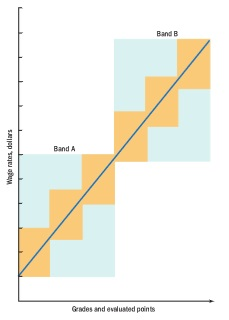 Band B
Band A
Wage rates, dollars
Grades and evaluated points